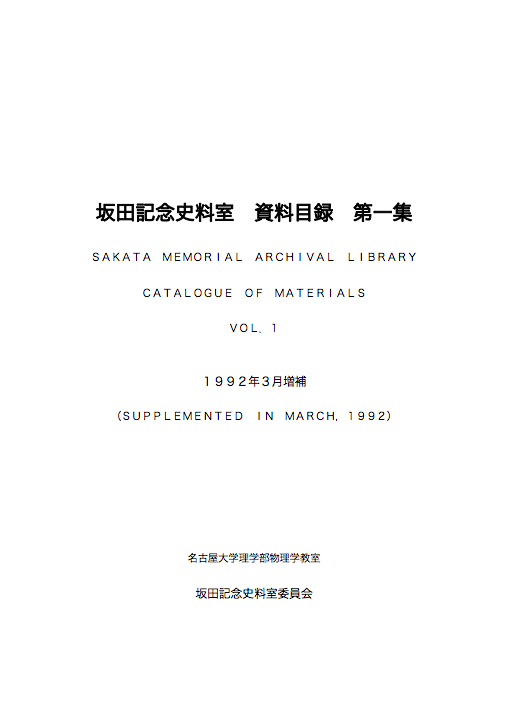 坂田記念史料室　資料目録　第一集
ＳＡＫＡＴＡ　ＭＥＭＯＲＩＡＬ　ＡＲＣＨＩＶＡＬ　ＬＩＢＲＡＲＹ
ＣＡＴＡＬＯＧＵＥ　ＯＦ　ＭＡＴＥＲＩＡＬＳ
ＶＯＬ．１
１９９２年３月増補
（ＳＵＰＰＬＥＭＥＮＴＥＤ　ＩＮ　ＭＡＲＣＨ，１９９２）
名古屋大学理学部物理学教室
坂田記念史料室委員会